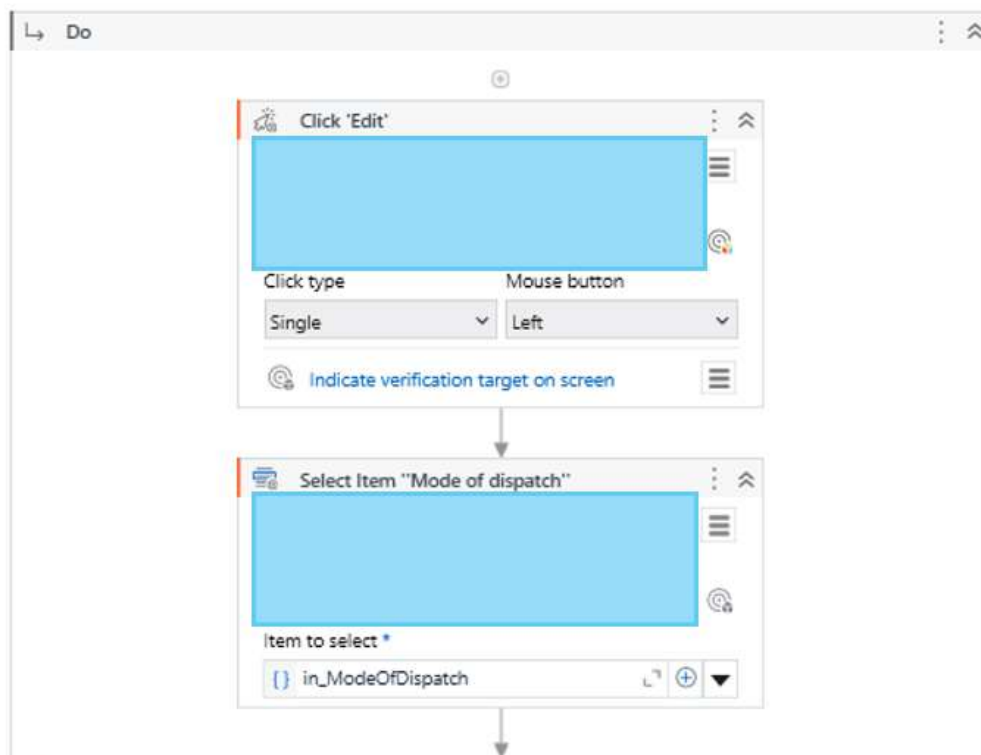 Do
Click 'Edit'
Click type
Mouse button
Single
Left
Indicate verification target on screen
Select Item "Mode of dispatch"
Item to select *
{} in_ModeOfDispatch